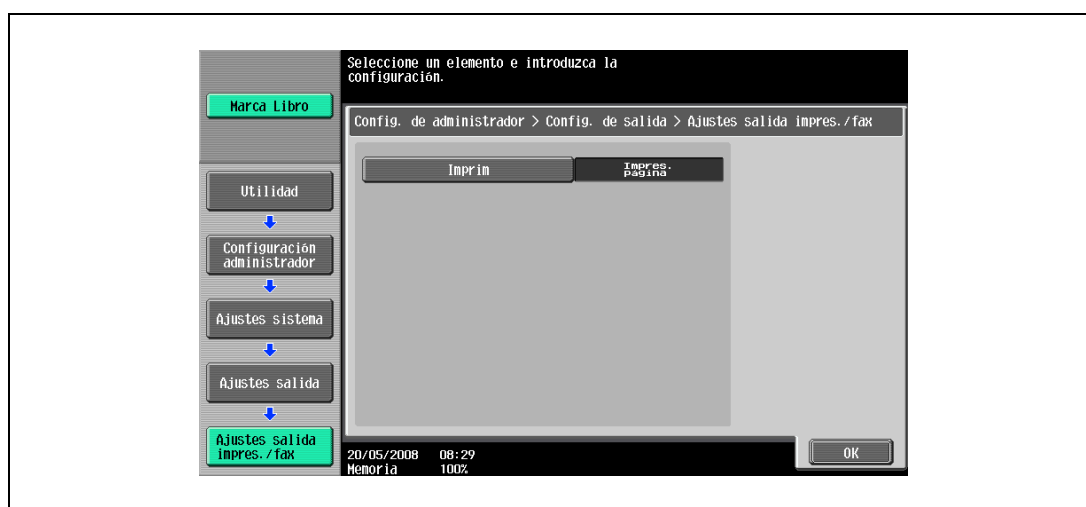 Seleccione un elemento e introduzca la
configuración.
Marca Libro
Config. de administrador > Config. de salida > Ajustes salida impres./fax
Imprim
Impres.
página
Utilidad
Configuración
administrador
Ajustes sistema
Ajustes salida
Ajustes salida
impres./fax
20/05/2008 08:29
Memoria 100%
OK